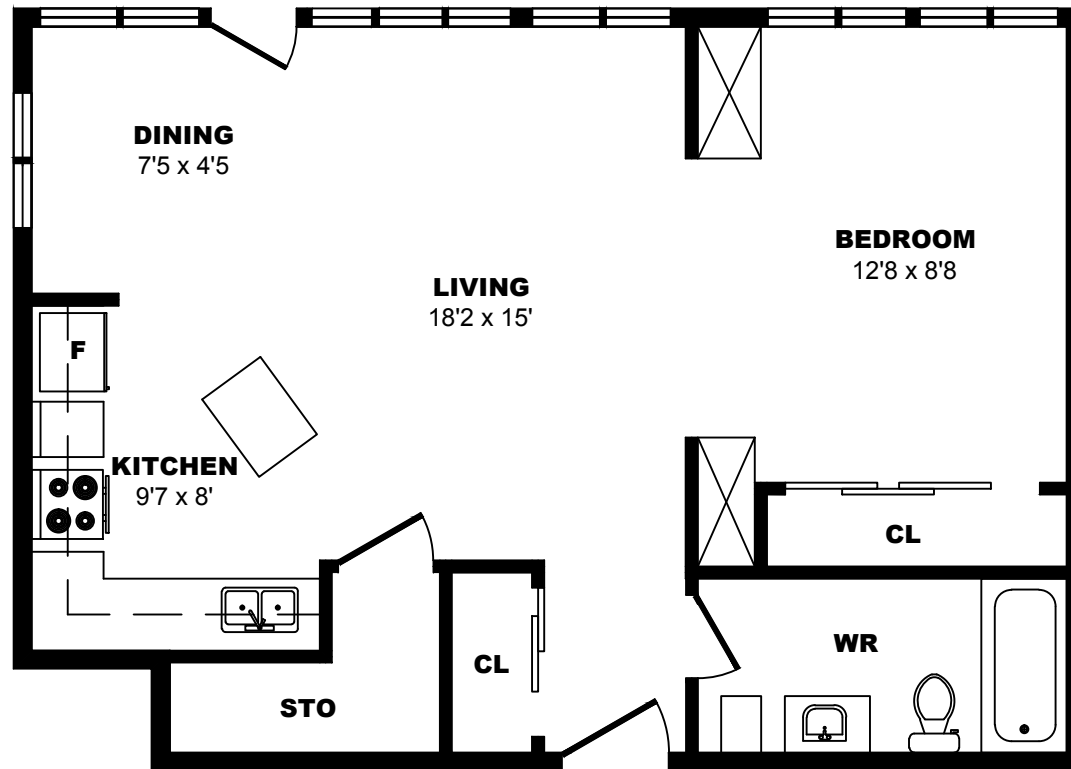 DINING
7'5 x 4'5
BEDROOM
12'8 x 8'8
LIVING
18'2 x 15'
F
KITCHEN
9'7 x 8'
CL
WR
CL
STO